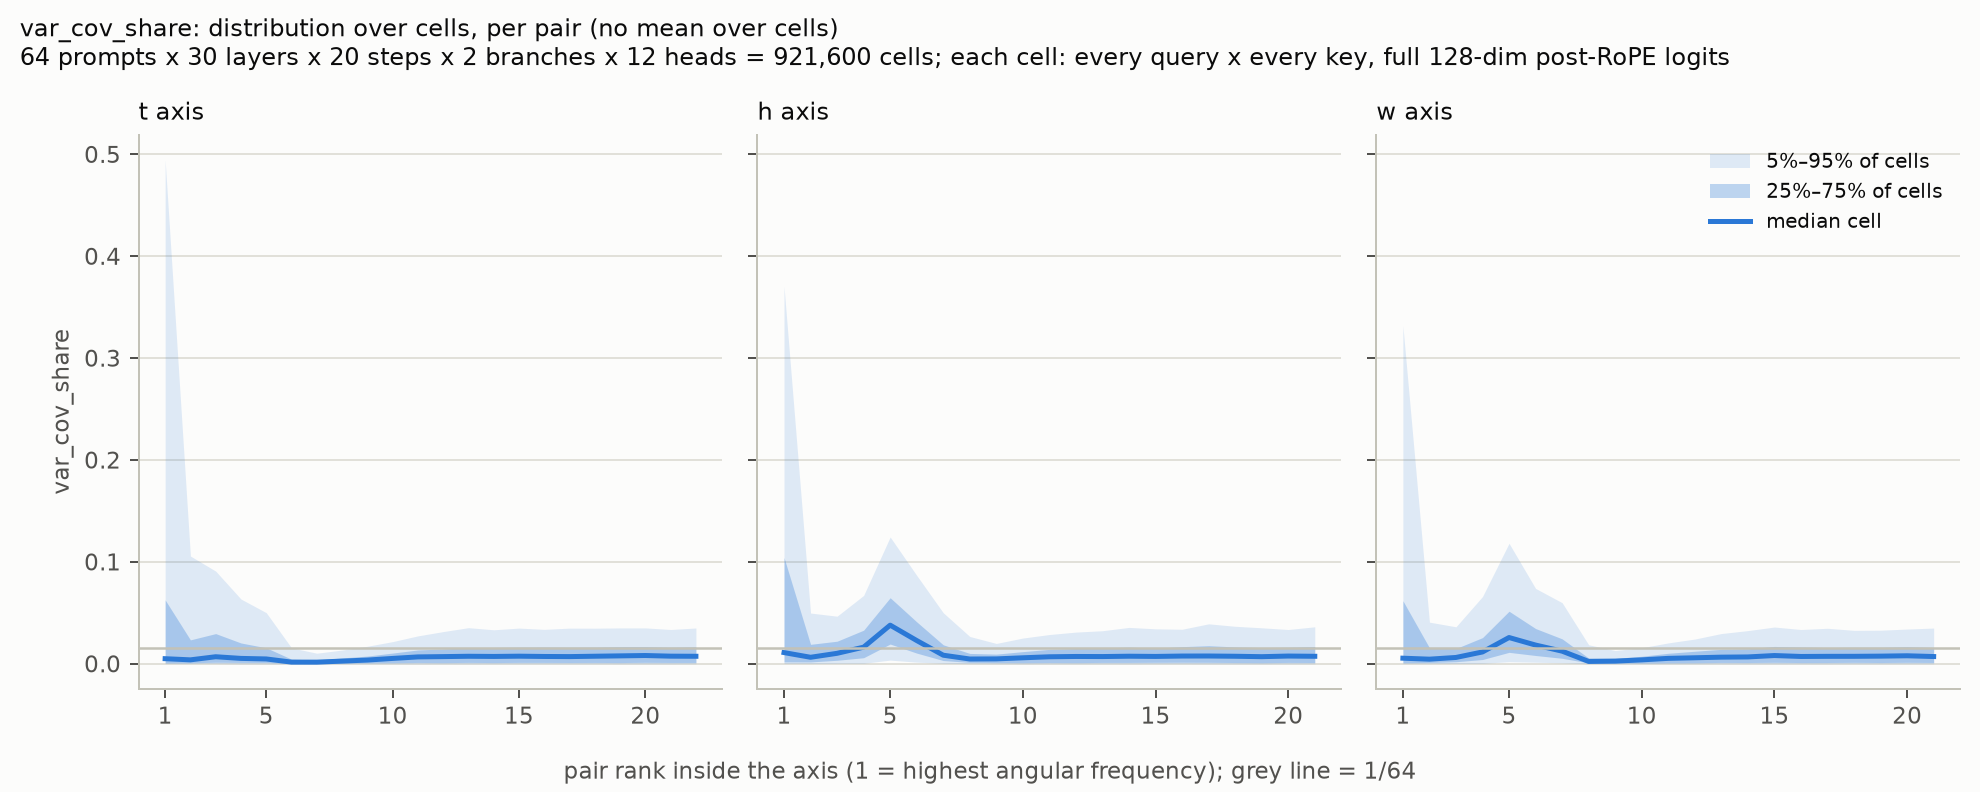 var_cov_share: distribution over cells, per pair (no mean over cells)
64 prompts x 30 layers x 20 steps x 2 branches x 12 heads = 921,600 cells; each cell: every query x every key, full 128-dim post-RoPE logits
t axis
h axis
w axis
5%–95% of cells
25%–75% of cells
median cell
var_cov_share
0.5
0.4
0.3
0.2
0.1
0.0
1 5 10 15 20
1 5 10 15 20
1 5 10 15 20
pair rank inside the axis (1 = highest angular frequency); grey line = 1/64